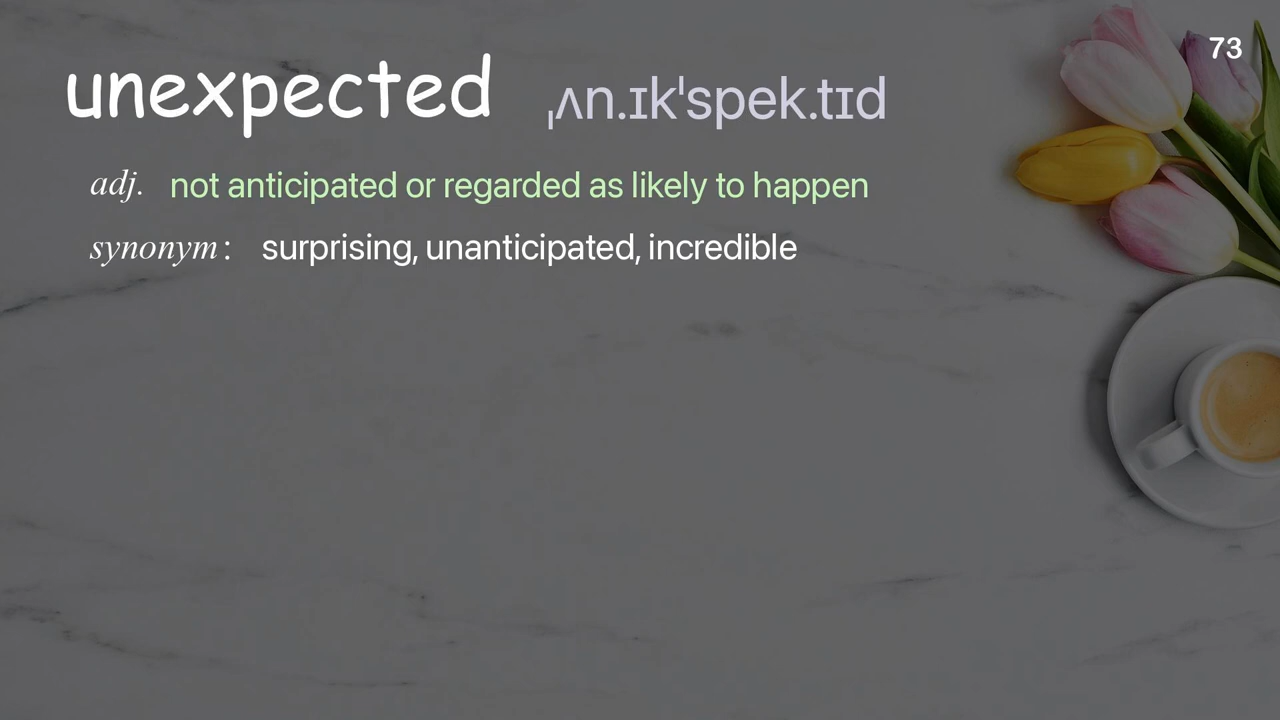 73
unexpected ˌʌn.ɪkˈspek.tɪd
adj. not anticipated or regarded as likely to happen
synonym: surprising, unanticipated, incredible